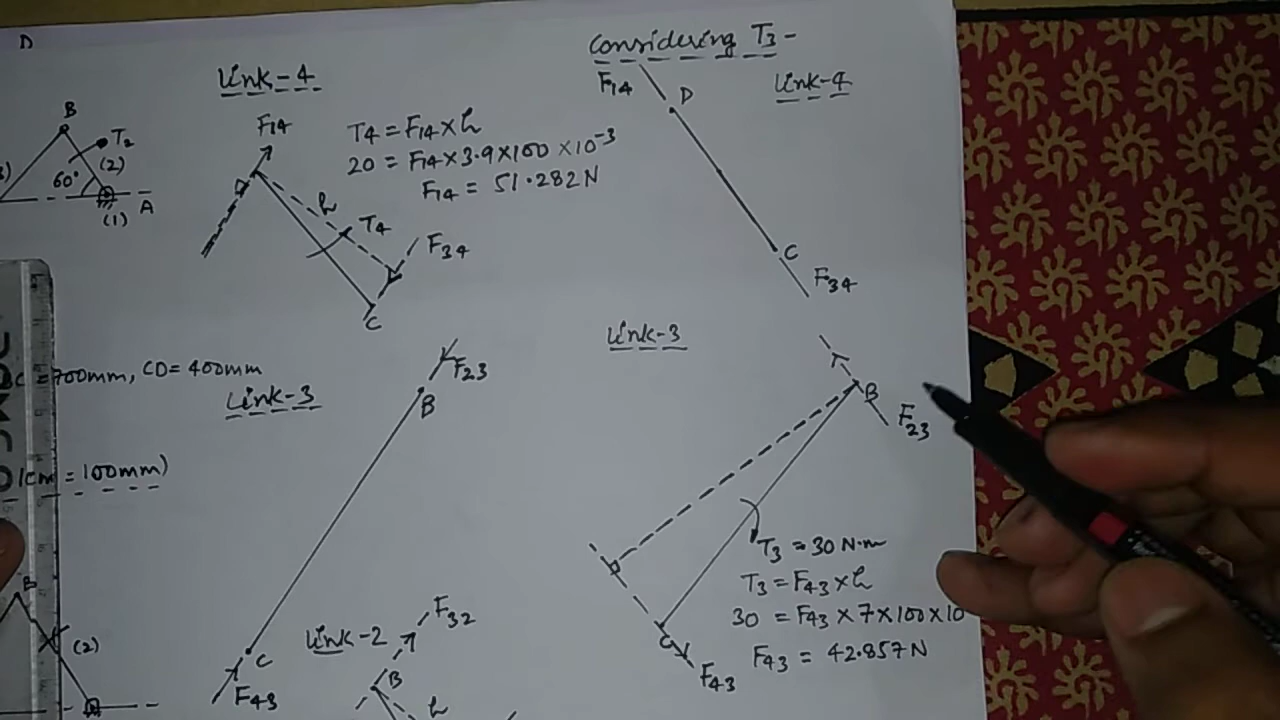 D
B
T2
(2)
60°
A
(1)
Link-4
F14
T4 = F14 × h
20 = F14 × 3.9 × 100 × 10-3
F14 = 51.282N
h
T4
F34
C
Considering T3 -
Link-4
F14
D
C
F34
= 700mm, CD = 400mm
Link-3
F23
B
C
F43
1cm = 100mm)
B
(2)
Link-2
F32
B
h
Link-3
B
F23
T3 = 30 N.m
T3 = F43 × h
30 = F43 × 7 × 100 × 10
F43 = 42.857N
C
F43